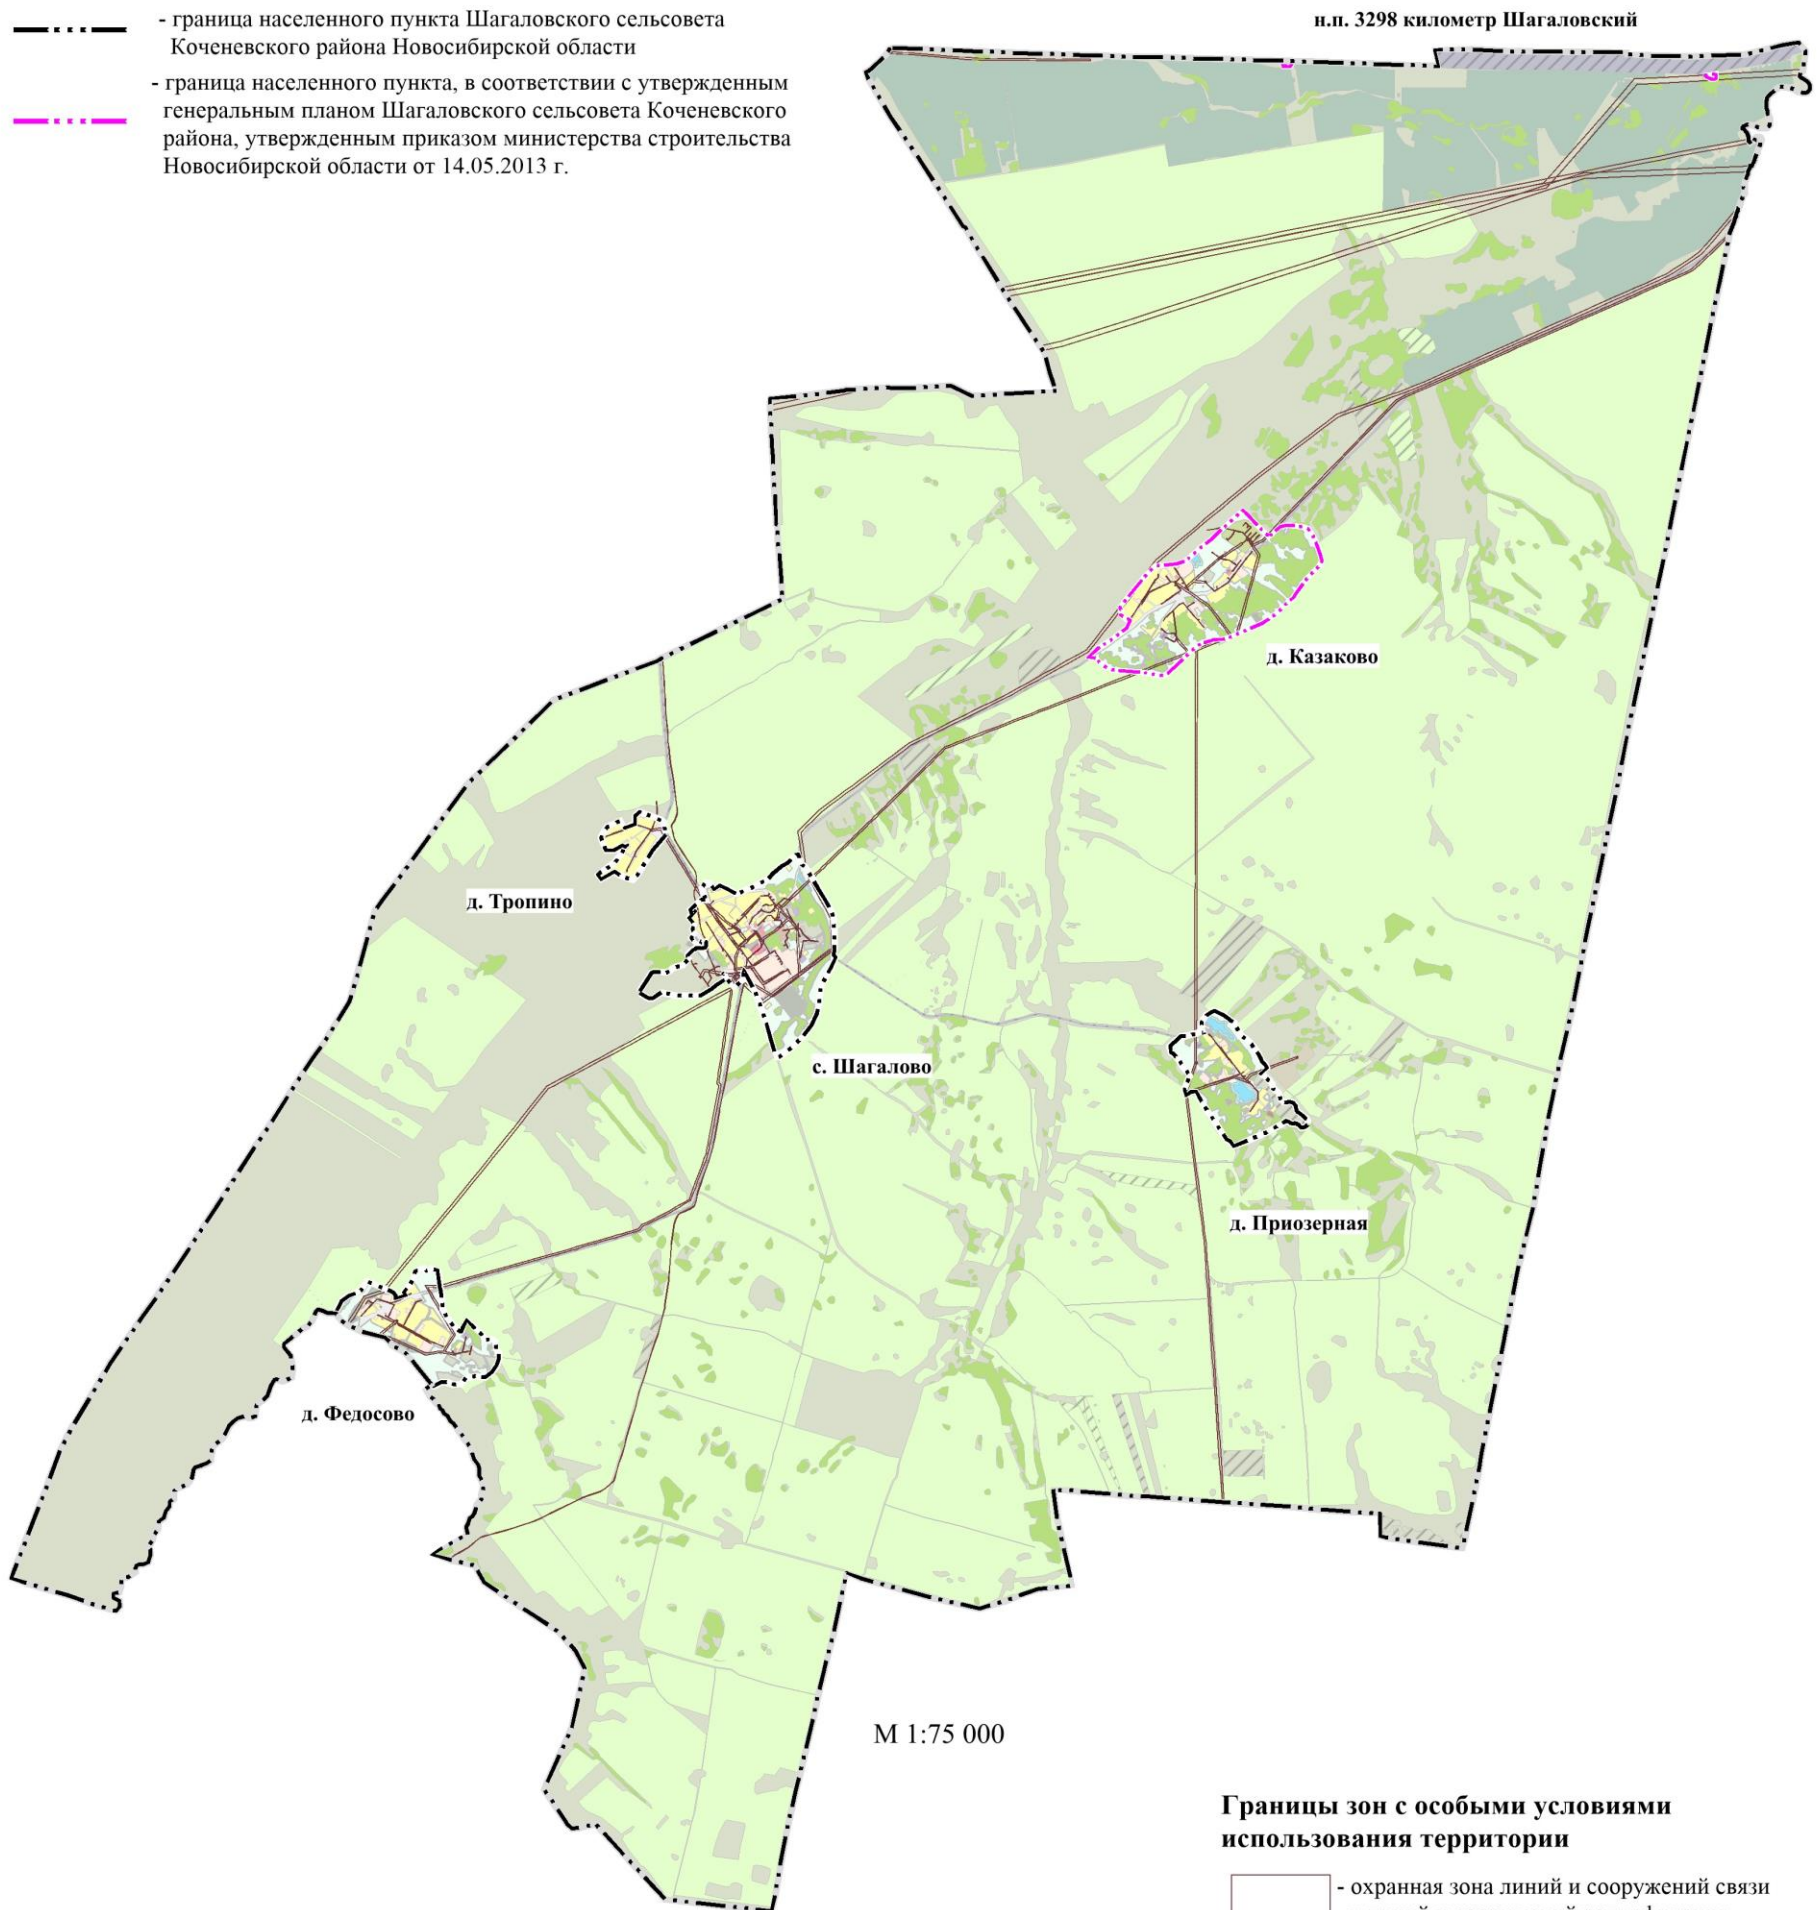 - граница населенного пункта Шагаловского сельсовета
Коченевского района Новосибирской области
- граница населенного пункта, в соответствии с утвержденным
генеральным планом Шагаловского сельсовета Коченевского
района, утвержденным приказом министерства строительства
Новосибирской области от 14.05.2013 г.
н.п. 3298 километр Шагаловский
д. Казаково
д. Тропино
с. Шагалово
д. Приозерная
д. Федосово
М 1:75 000
Границы зон с особыми условиями
использования территории
- охранная зона линий и сооружений связи